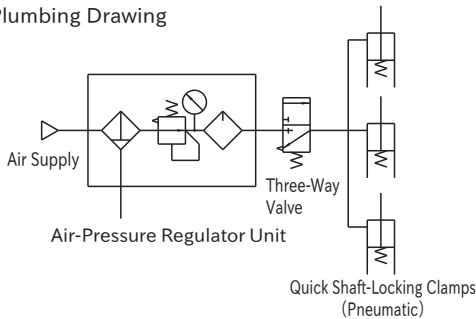 Plumbing Drawing
Air Supply
Three-Way
Valve
Air-Pressure Regulator Unit
Quick Shaft-Locking Clamps
(Pneumatic)